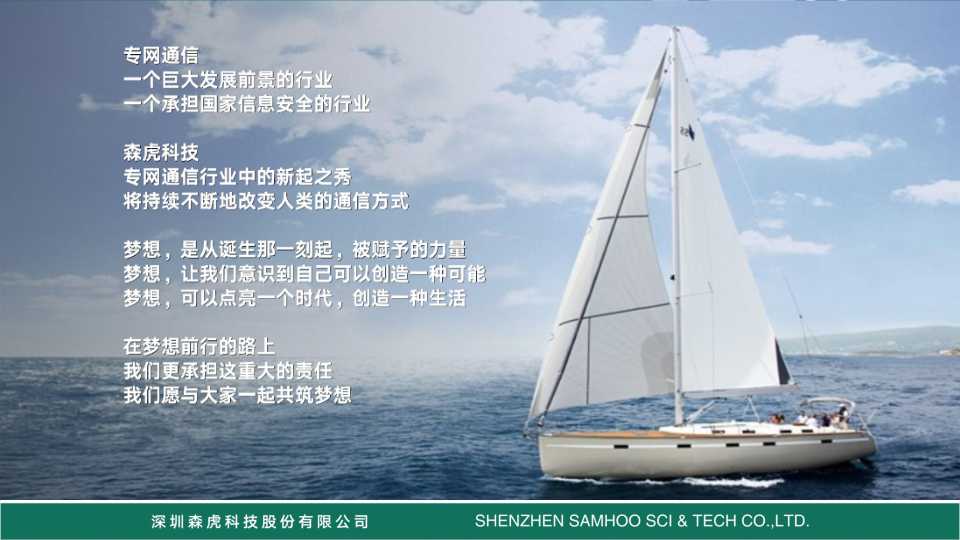 专网通信
一个巨大发展前景的行业
一个承担国家信息安全的行业
森虎科技
专网通信行业中的新起之秀
将持续不断地改变人类的通信方式
梦想，是从诞生那一刻起，被赋予的力量
梦想，让我们意识到自己可以创造一种可能
梦想，可以点亮一个时代，创造一种生活
在梦想前行的路上
我们更承担这重大的责任
我们愿与大家一起共筑梦想
深圳森虎科技股份有限公司
SHENZHEN SAMHOO SCI & TECH CO.,LTD.